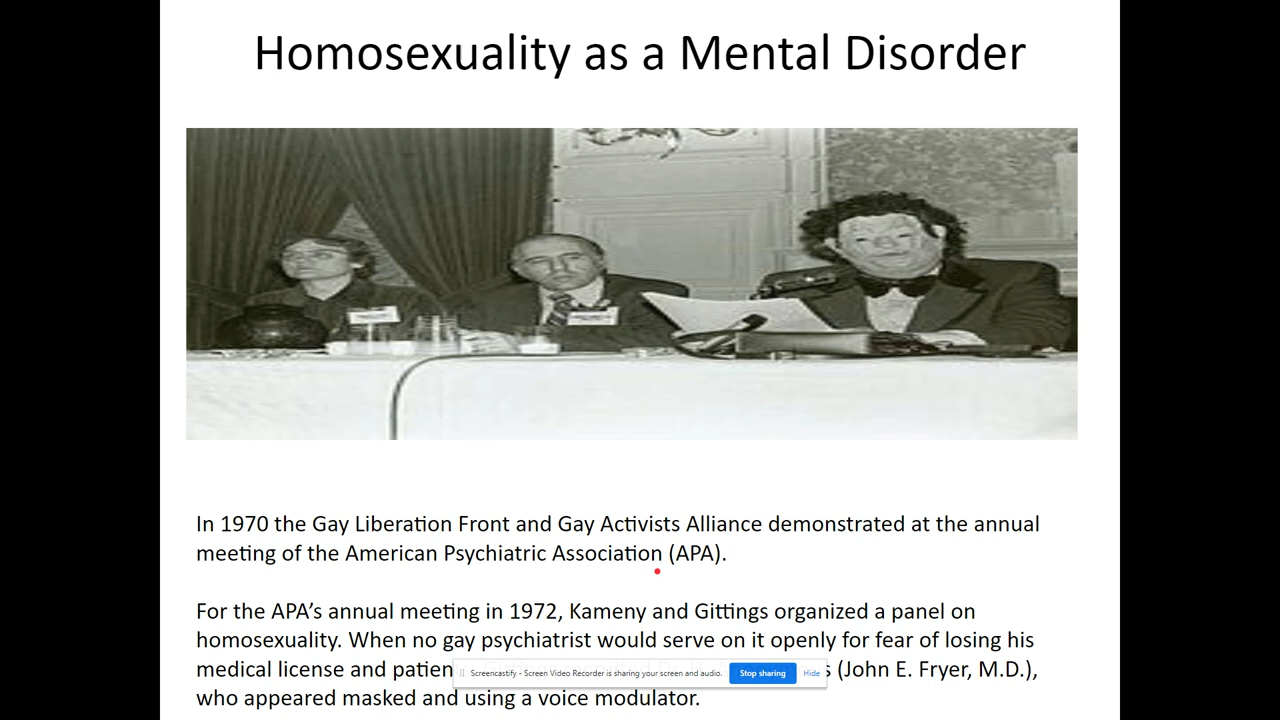 Homosexuality as a Mental Disorder
In 1970 the Gay Liberation Front and Gay Activists Alliance demonstrated at the annual
meeting of the American Psychiatric Association (APA).
For the APA's annual meeting in 1972, Kameny and Gittings organized a panel on
homosexuality. When no gay psychiatrist would serve on it openly for fear of losing his
medical license and patien (John E. Fryer, M.D.),
Screencastify - Screen Video Recorder is sharing your screen and audio. Stop sharing Hide
who appeared masked and using a voice modulator.